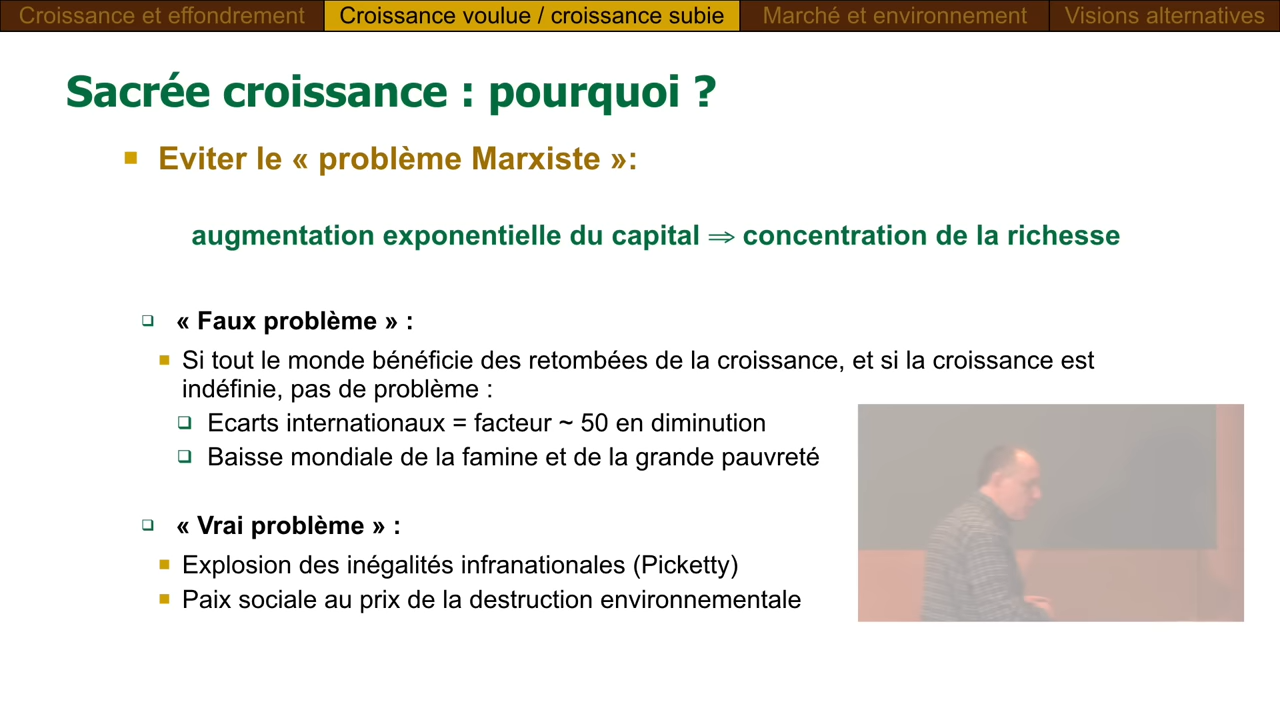 Croissance et effondrement
Croissance voulue / croissance subie
Marché et environnement
Visions alternatives
Sacrée croissance : pourquoi ?
Eviter le « problème Marxiste »:
augmentation exponentielle du capital ⇒ concentration de la richesse
« Faux problème » :
Si tout le monde bénéficie des retombées de la croissance, et si la croissance est
indéfinie, pas de problème :
Ecarts internationaux = facteur ~ 50 en diminution
Baisse mondiale de la famine et de la grande pauvreté
« Vrai problème » :
Explosion des inégalités infranationales (Picketty)
Paix sociale au prix de la destruction environnementale